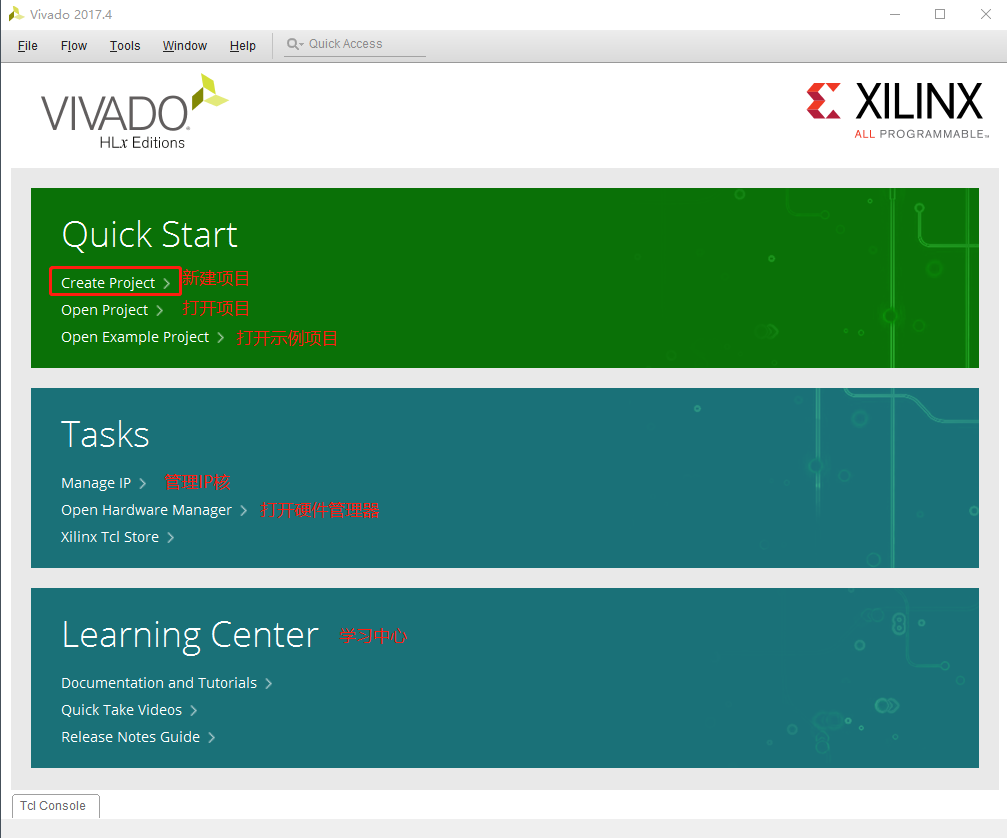 Vivado 2017.4
File Flow Tools Window Help Quick Access
VIVADO
HLx Editions
XILINX
ALL PROGRAMMABLE™
Quick Start
Create Project 新建项目
Open Project 打开项目
Open Example Project 打开示例项目
Tasks
Manage IP 管理IP核
Open Hardware Manager 打开硬件管理器
Xilinx Tcl Store
Learning Center 学习中心
Documentation and Tutorials
Quick Take Videos
Release Notes Guide
Tcl Console